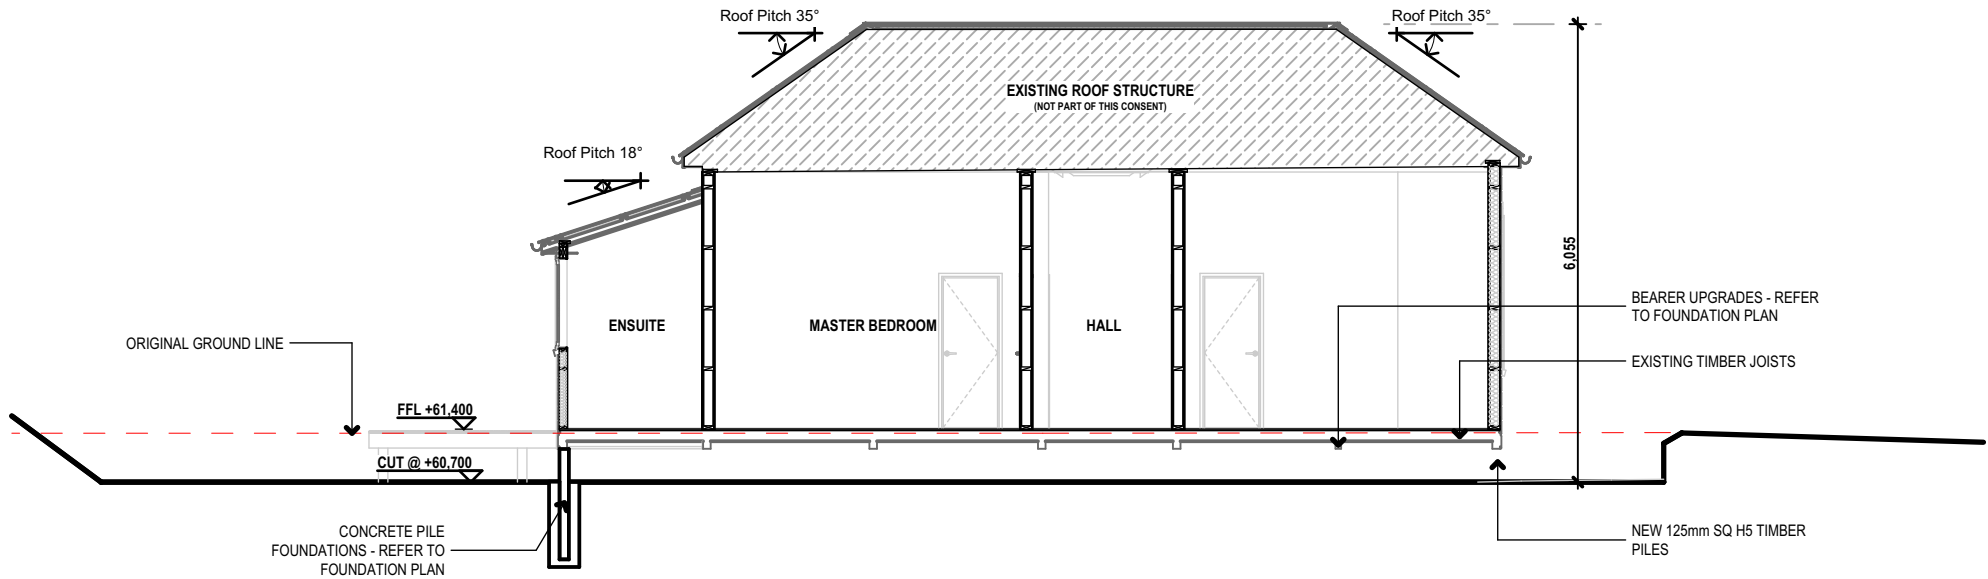 Roof Pitch 35°
Roof Pitch 35°
EXISTING ROOF STRUCTURE
(NOT PART OF THIS CONSENT)
Roof Pitch 18°
6,055
BEARER UPGRADES - REFER
TO FOUNDATION PLAN
ENSUITE
MASTER BEDROOM
HALL
ORIGINAL GROUND LINE
EXISTING TIMBER JOISTS
FFL +61,400
CUT @ +60,700
CONCRETE PILE
FOUNDATIONS - REFER TO
FOUNDATION PLAN
NEW 125mm SQ H5 TIMBER
PILES